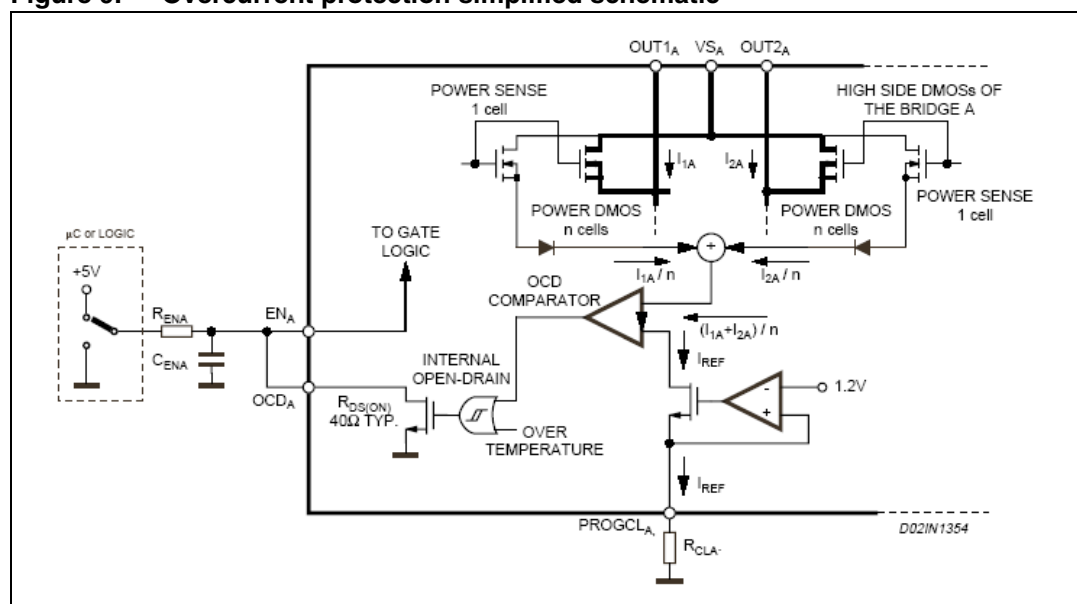 Figure 9. Overcurrent protection simplified schematic
OUT1A VSA OUT2A
POWER SENSE
1 cell
HIGH SIDE DMOSs OF
THE BRIDGE A
I1A
I2A
POWER SENSE
1 cell
POWER DMOS
n cells
POWER DMOS
n cells
μC or LOGIC
TO GATE
LOGIC
+
+5V
I1A / n
I2A / n
OCD
COMPARATOR
RENA
ENA
(I1A+I2A) / n
CENA
IREF
INTERNAL
OPEN-DRAIN
-
+
1.2V
OCDA
RDS(ON)
40Ω TYP.
OVER
TEMPERATURE
IREF
PROGCLA,
RCLA.
D02IN1354